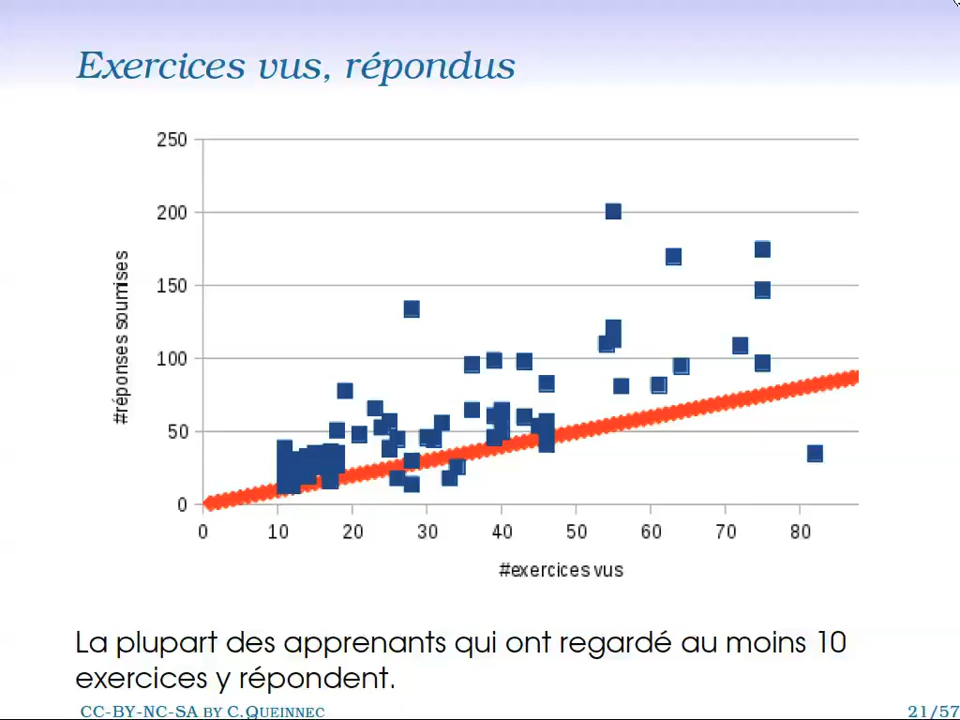 Exercices vus, répondus
250
200
150
100
50
0
#réponses soumises
0 10 20 30 40 50 60 70 80
#exercices vus
La plupart des apprenants qui ont regardé au moins 10
exercices y répondent.
CC-BY-NC-SA BY C.QUEINNEC 21/57